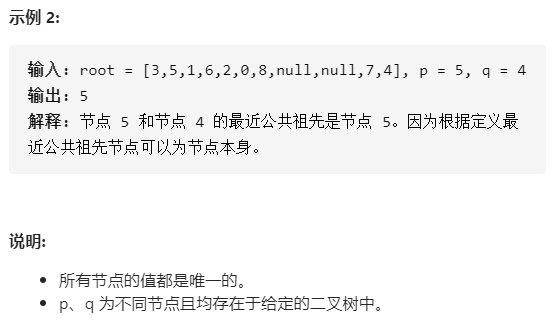 示例 2:
输入：root = [3,5,1,6,2,0,8,null,null,7,4], p = 5, q = 4
输出：5
解释：节点 5 和节点 4 的最近公共祖先是节点 5。因为根据定义最
近公共祖先节点可以为节点本身。
说明:
• 所有节点的值都是唯一的。
• p、q 为不同节点且均存在于给定的二叉树中。